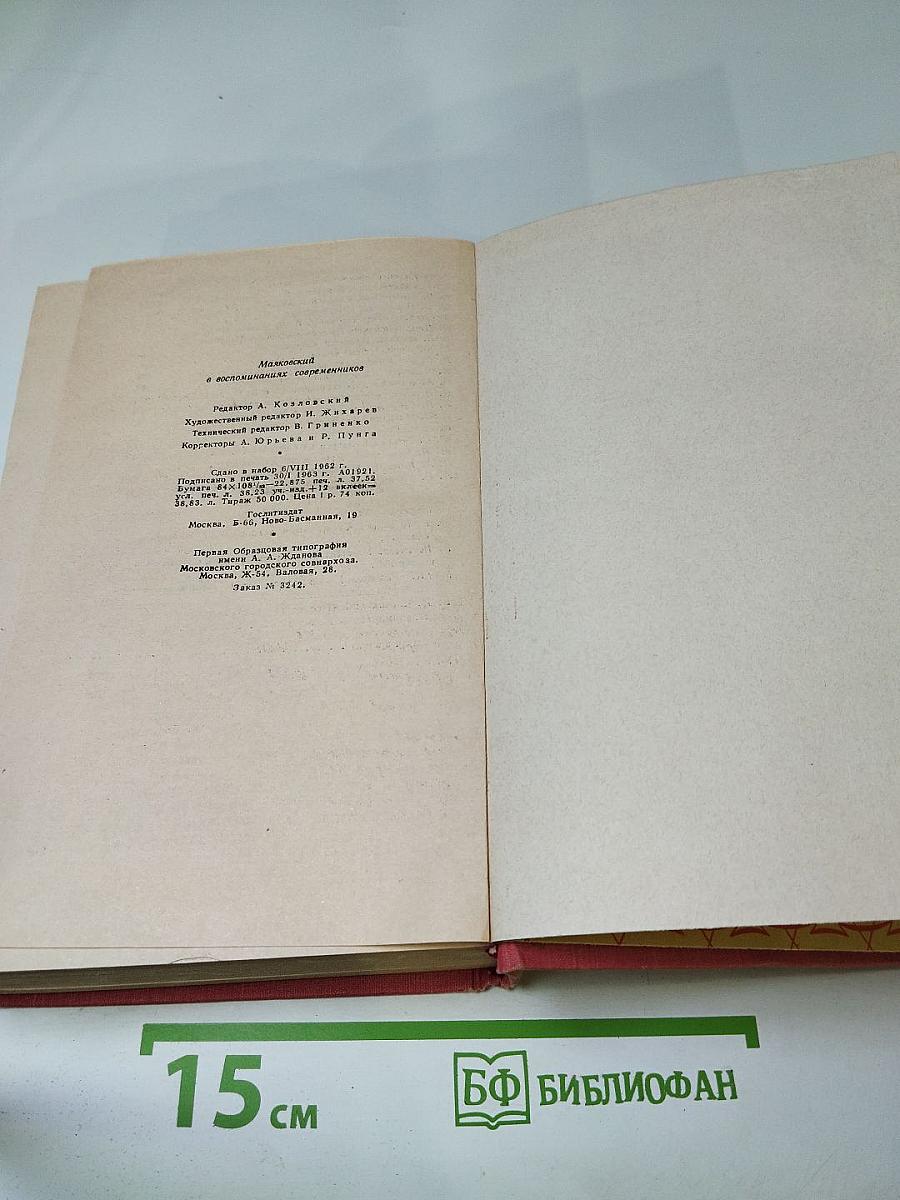 Маяковский
в воспоминаниях современников
Редактор А. Козловский
Художественный редактор И. Жихарев
Технический редактор В. Гриненко
Корректоры А. Юрьева и Р. Пунга
*
Сдано в набор 6/VIII 1962 г.
Подписано в печать 30/I 1963 г. А01921.
Бумага 84×108¹/₃₂—22,875 печ. л. 37,52
усл. печ. л. 38,23 уч.-изд.+12 вклеек=
38,83. л. Тираж 50 000. Цена 1 р. 74 коп.
Гослитиздат
Москва, Б-66, Ново-Басманная, 19
*
Первая Образцовая типография
имени А. А. Жданова
Московского городского совнархоза.
Москва, Ж-54, Валовая, 28.
Заказ № 3242.
15 см
БФ БИБЛИОФАН